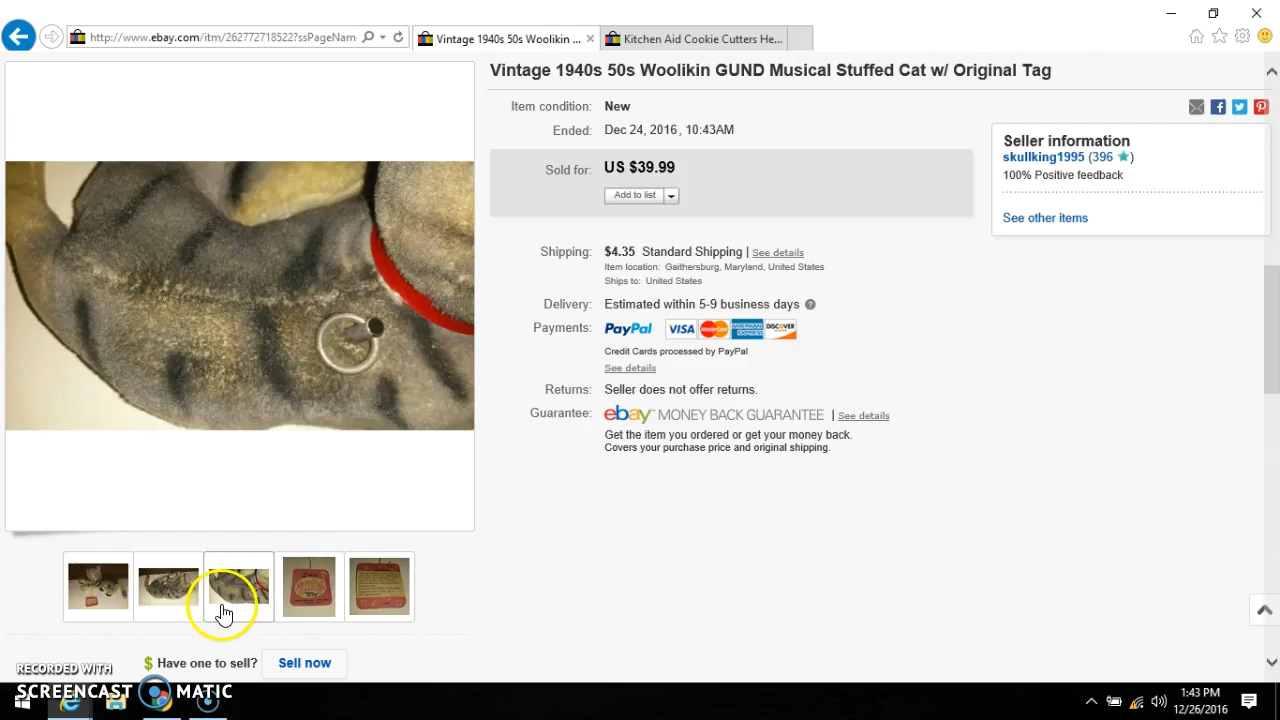 http://www.ebay.com/itm/262772718522?ssPageNam
Vintage 1940s 50s Woolikin ...
Kitchen Aid Cookie Cutters He...
Vintage 1940s 50s Woolikin GUND Musical Stuffed Cat w/ Original Tag
Item condition: New
Ended: Dec 24, 2016 , 10:43AM
Sold for: US $39.99
Add to list
Seller information
skullking1995 (396 )
100% Positive feedback
See other items
Shipping: $4.35 Standard Shipping | See details
Item location: Gaithersburg, Maryland, United States
Ships to: United States
Delivery: Estimated within 5-9 business days ?
Payments: PayPal VISA MasterCard AMERICAN EXPRESS DISCOVER
Credit Cards processed by PayPal
See details
Returns: Seller does not offer returns.
Guarantee: ebay MONEY BACK GUARANTEE | See details
Get the item you ordered or get your money back.
Covers your purchase price and original shipping.
$ Have one to sell? Sell now
RECORDED WITH
SCREENCAST MATIC
1:43 PM
12/26/2016